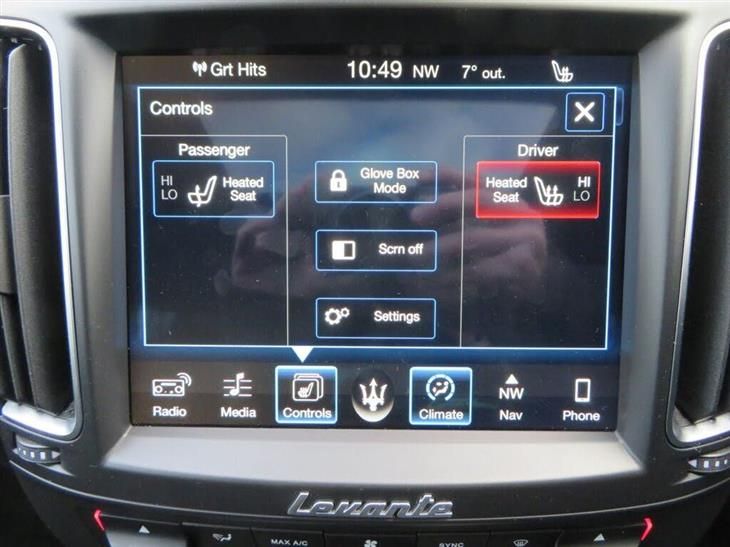 Grt Hits 10:49 NW 7° out.
Controls
Passenger
Driver
HI
LO
Heated
Seat
Glove Box
Mode
Heated
Seat
HI
LO
Scrn off
Settings
Radio
Media
Controls
Climate
NW
Nav
Phone
Levante
MAX A/C
SYNC